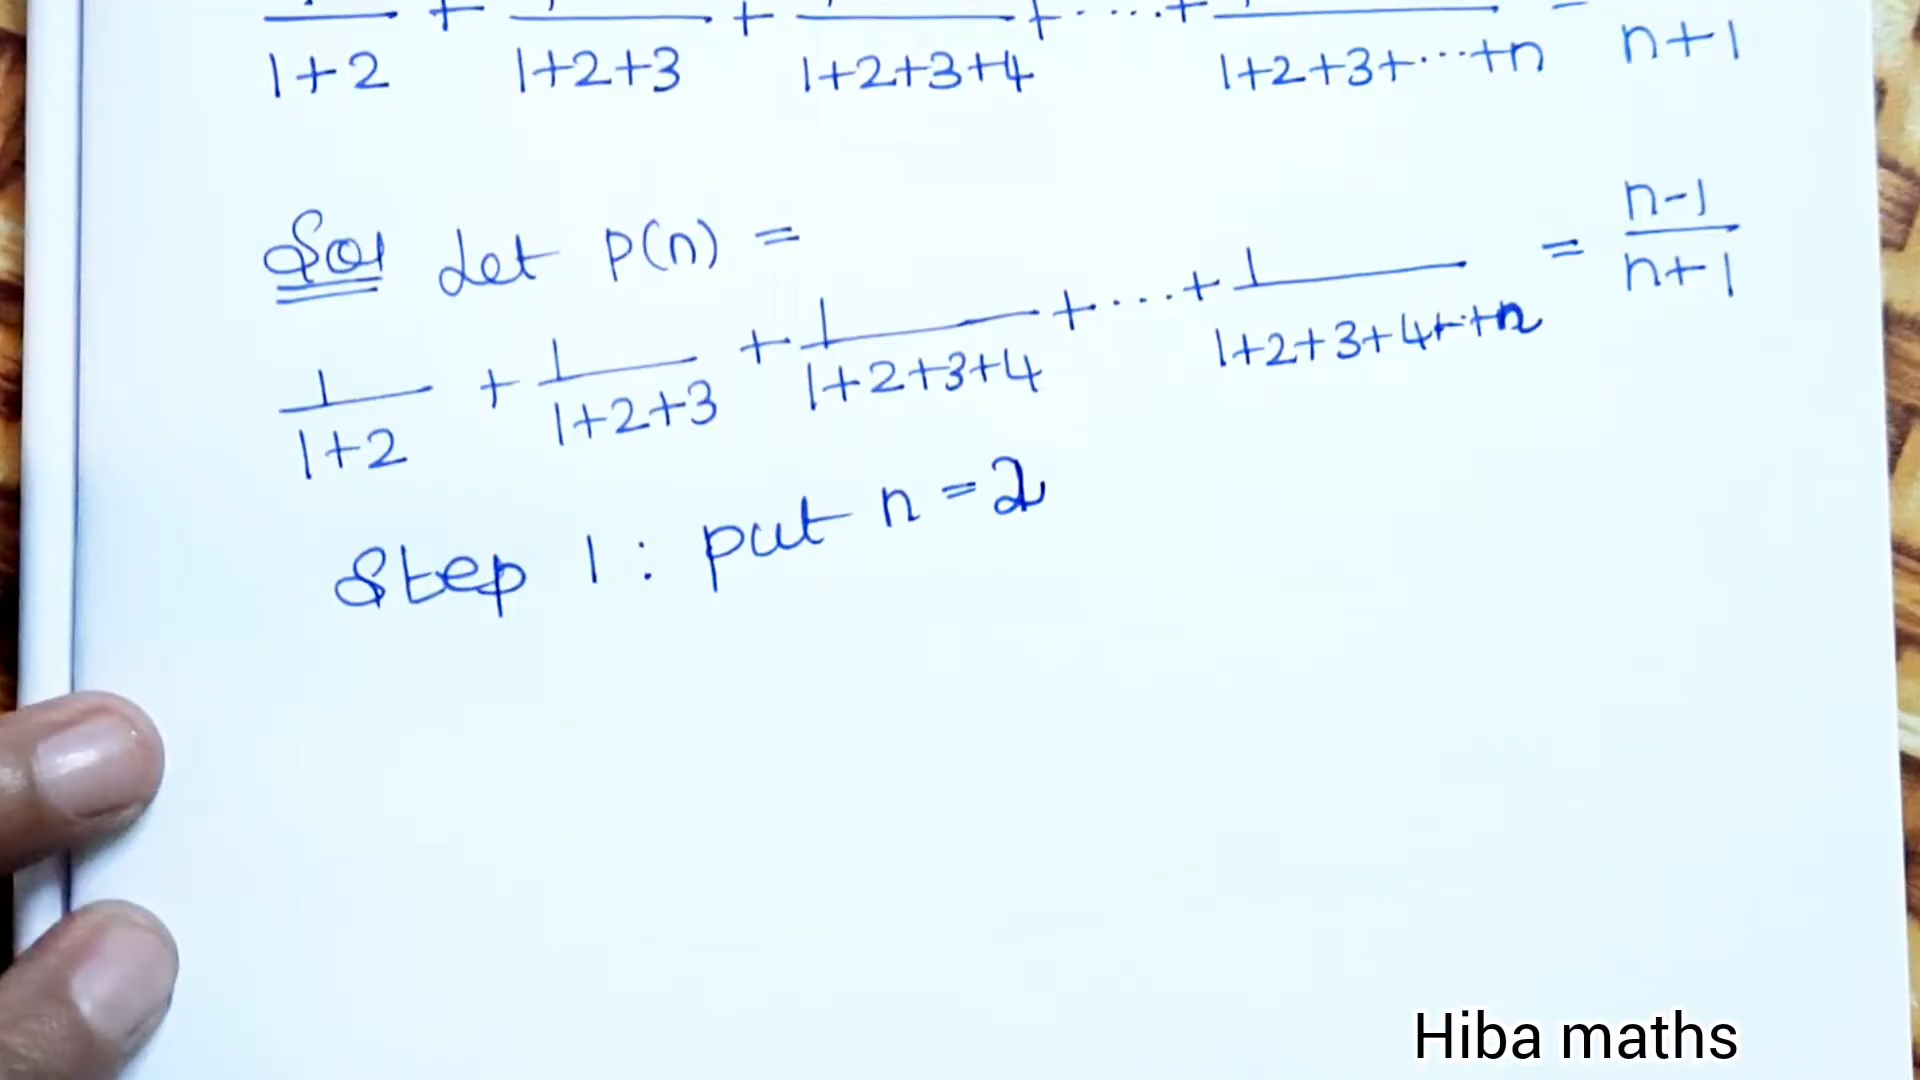 1+2 + 1+2+3 + 1+2+3+4 + ....+ 1+2+3+...+n = n+1
Sol Let P(n) =
1/(1+2) + 1/(1+2+3) + 1/(1+2+3+4) + ....+ 1/(1+2+3+4+..+n) = (n-1)/(n+1)
Step 1 : put n = 2
Hiba maths